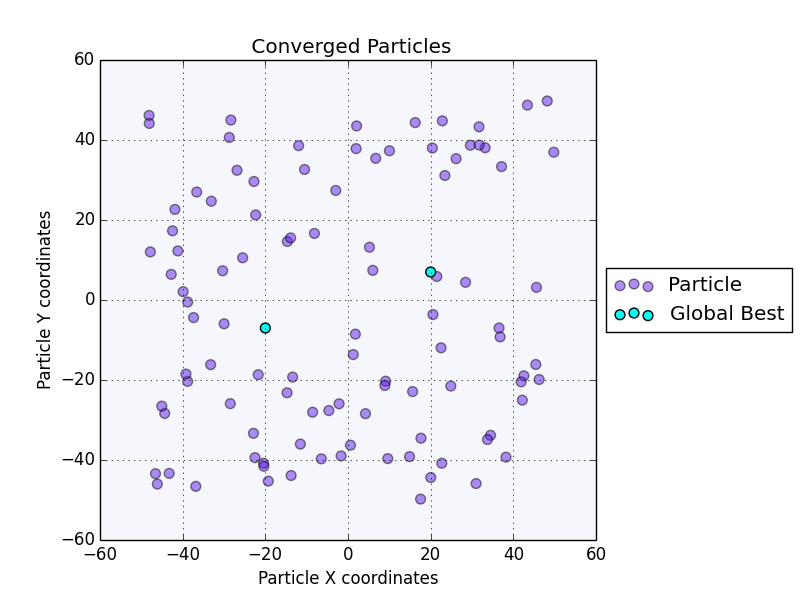 Converged Particles
60
40
20
0
−20
−40
−60
−60 −40 −20 0 20 40 60
Particle X coordinates
Particle Y coordinates
Particle
Global Best